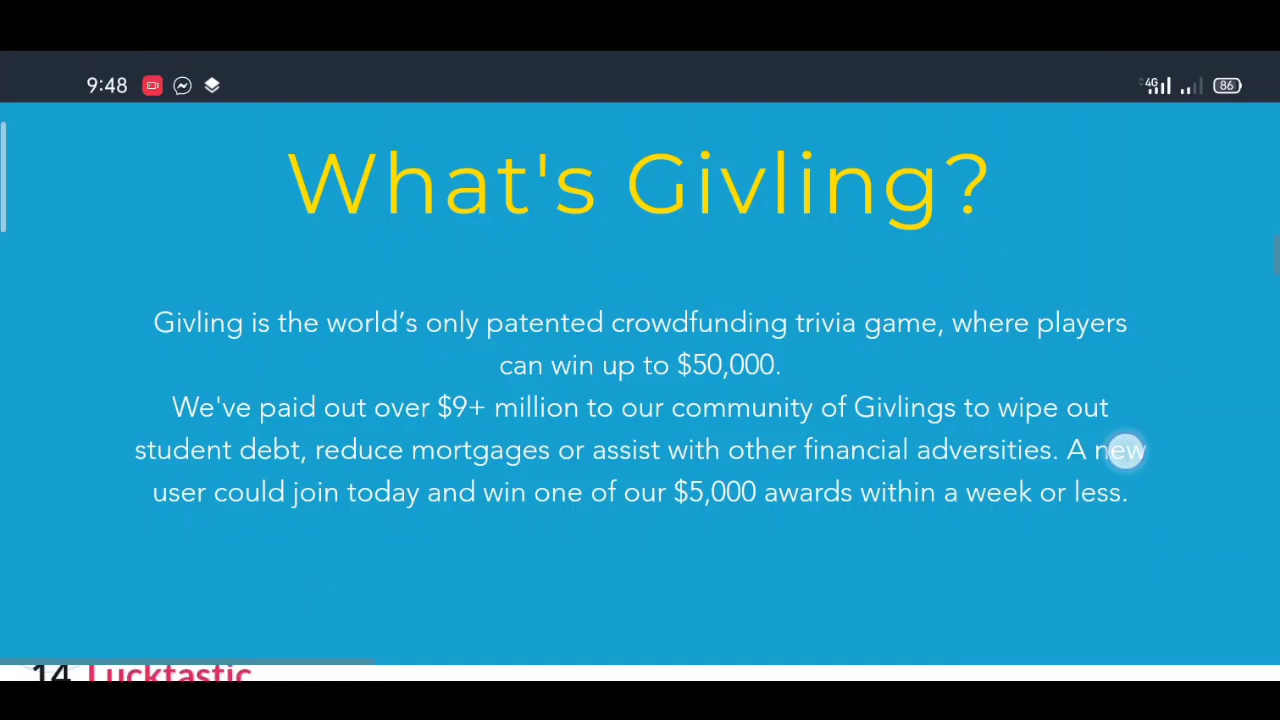 9:48
4G
86
What's Givling?
Givling is the world’s only patented crowdfunding trivia game, where players
can win up to $50,000.
We've paid out over $9+ million to our community of Givlings to wipe out
student debt, reduce mortgages or assist with other financial adversities. A new
user could join today and win one of our $5,000 awards within a week or less.
14 Lucktastic